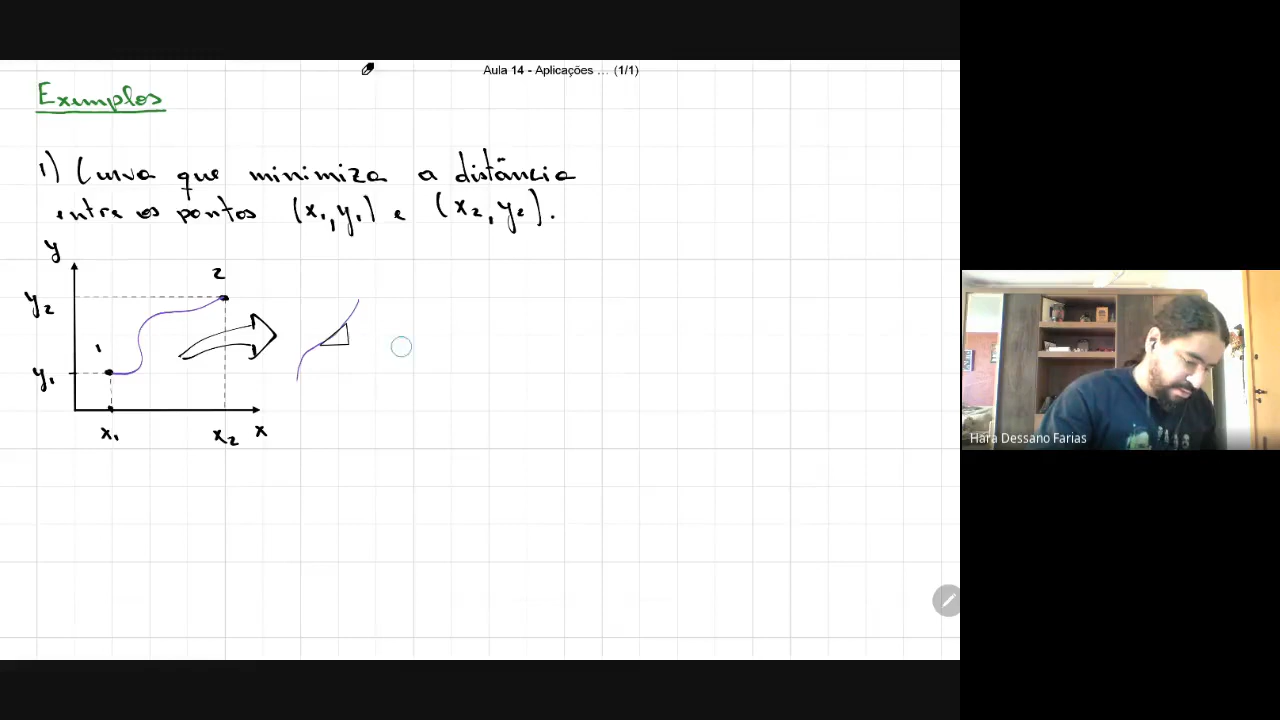 Aula 14 - Aplicações ... (1/1)
Exemplos
1) Curva que minimiza a distância
entre os pontos (x₁,y₁) e (x₂,y₂).
y
2
y₂
1
y₁
x₁
x₂
x
Hara Dessano Farias